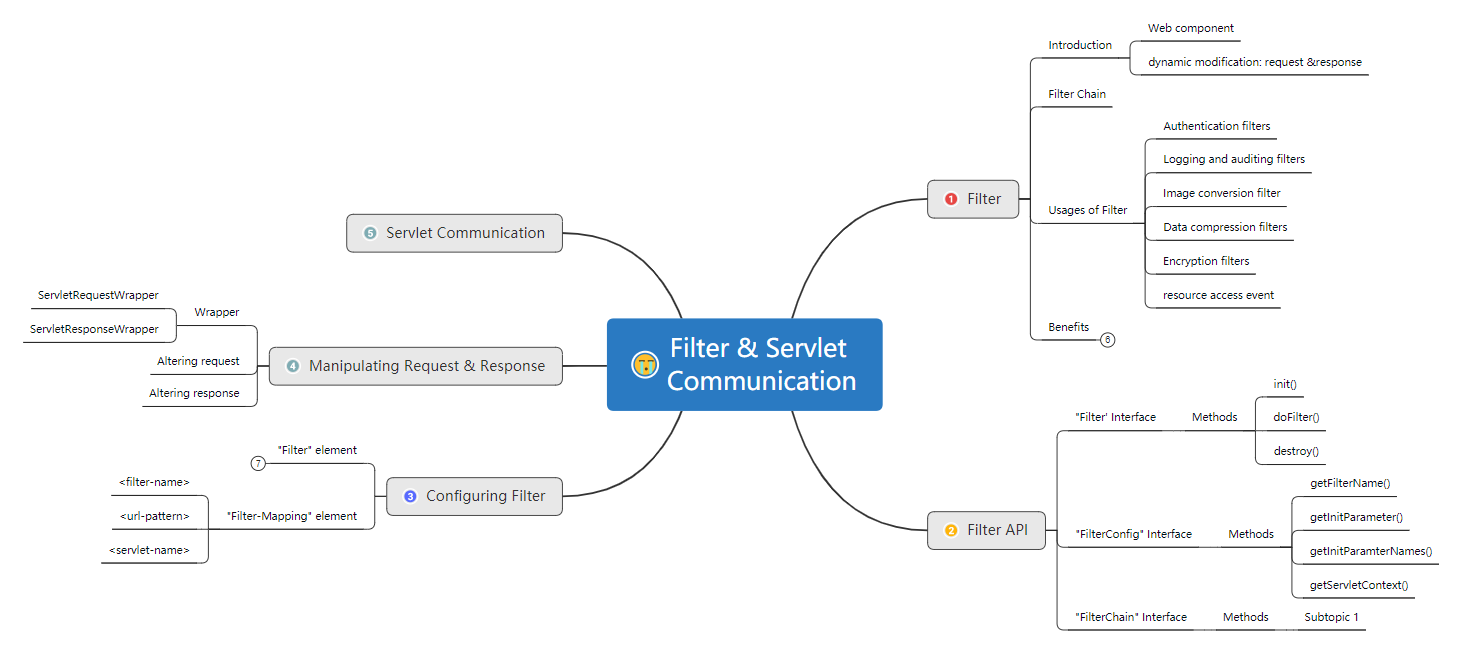 Filter & Servlet
Communication
1 Filter
Introduction
Web component
dynamic modification: request &response
Filter Chain
Usages of Filter
Authentication filters
Logging and auditing filters
Image conversion filter
Data compression filters
Encryption filters
resource access event
Benefits
6
2 Filter API
"Filter' Interface
Methods
init()
doFilter()
destroy()
"FilterConfig" Interface
Methods
getFilterName()
getInitParameter()
getInitParamterNames()
getServletContext()
"FilterChain" Interface
Methods
Subtopic 1
3 Configuring Filter
"Filter" element
7
"Filter-Mapping" element
<filter-name>
<url-pattern>
<servlet-name>
4 Manipulating Request & Response
Wrapper
ServletRequestWrapper
ServletResponseWrapper
Altering request
Altering response
5 Servlet Communication